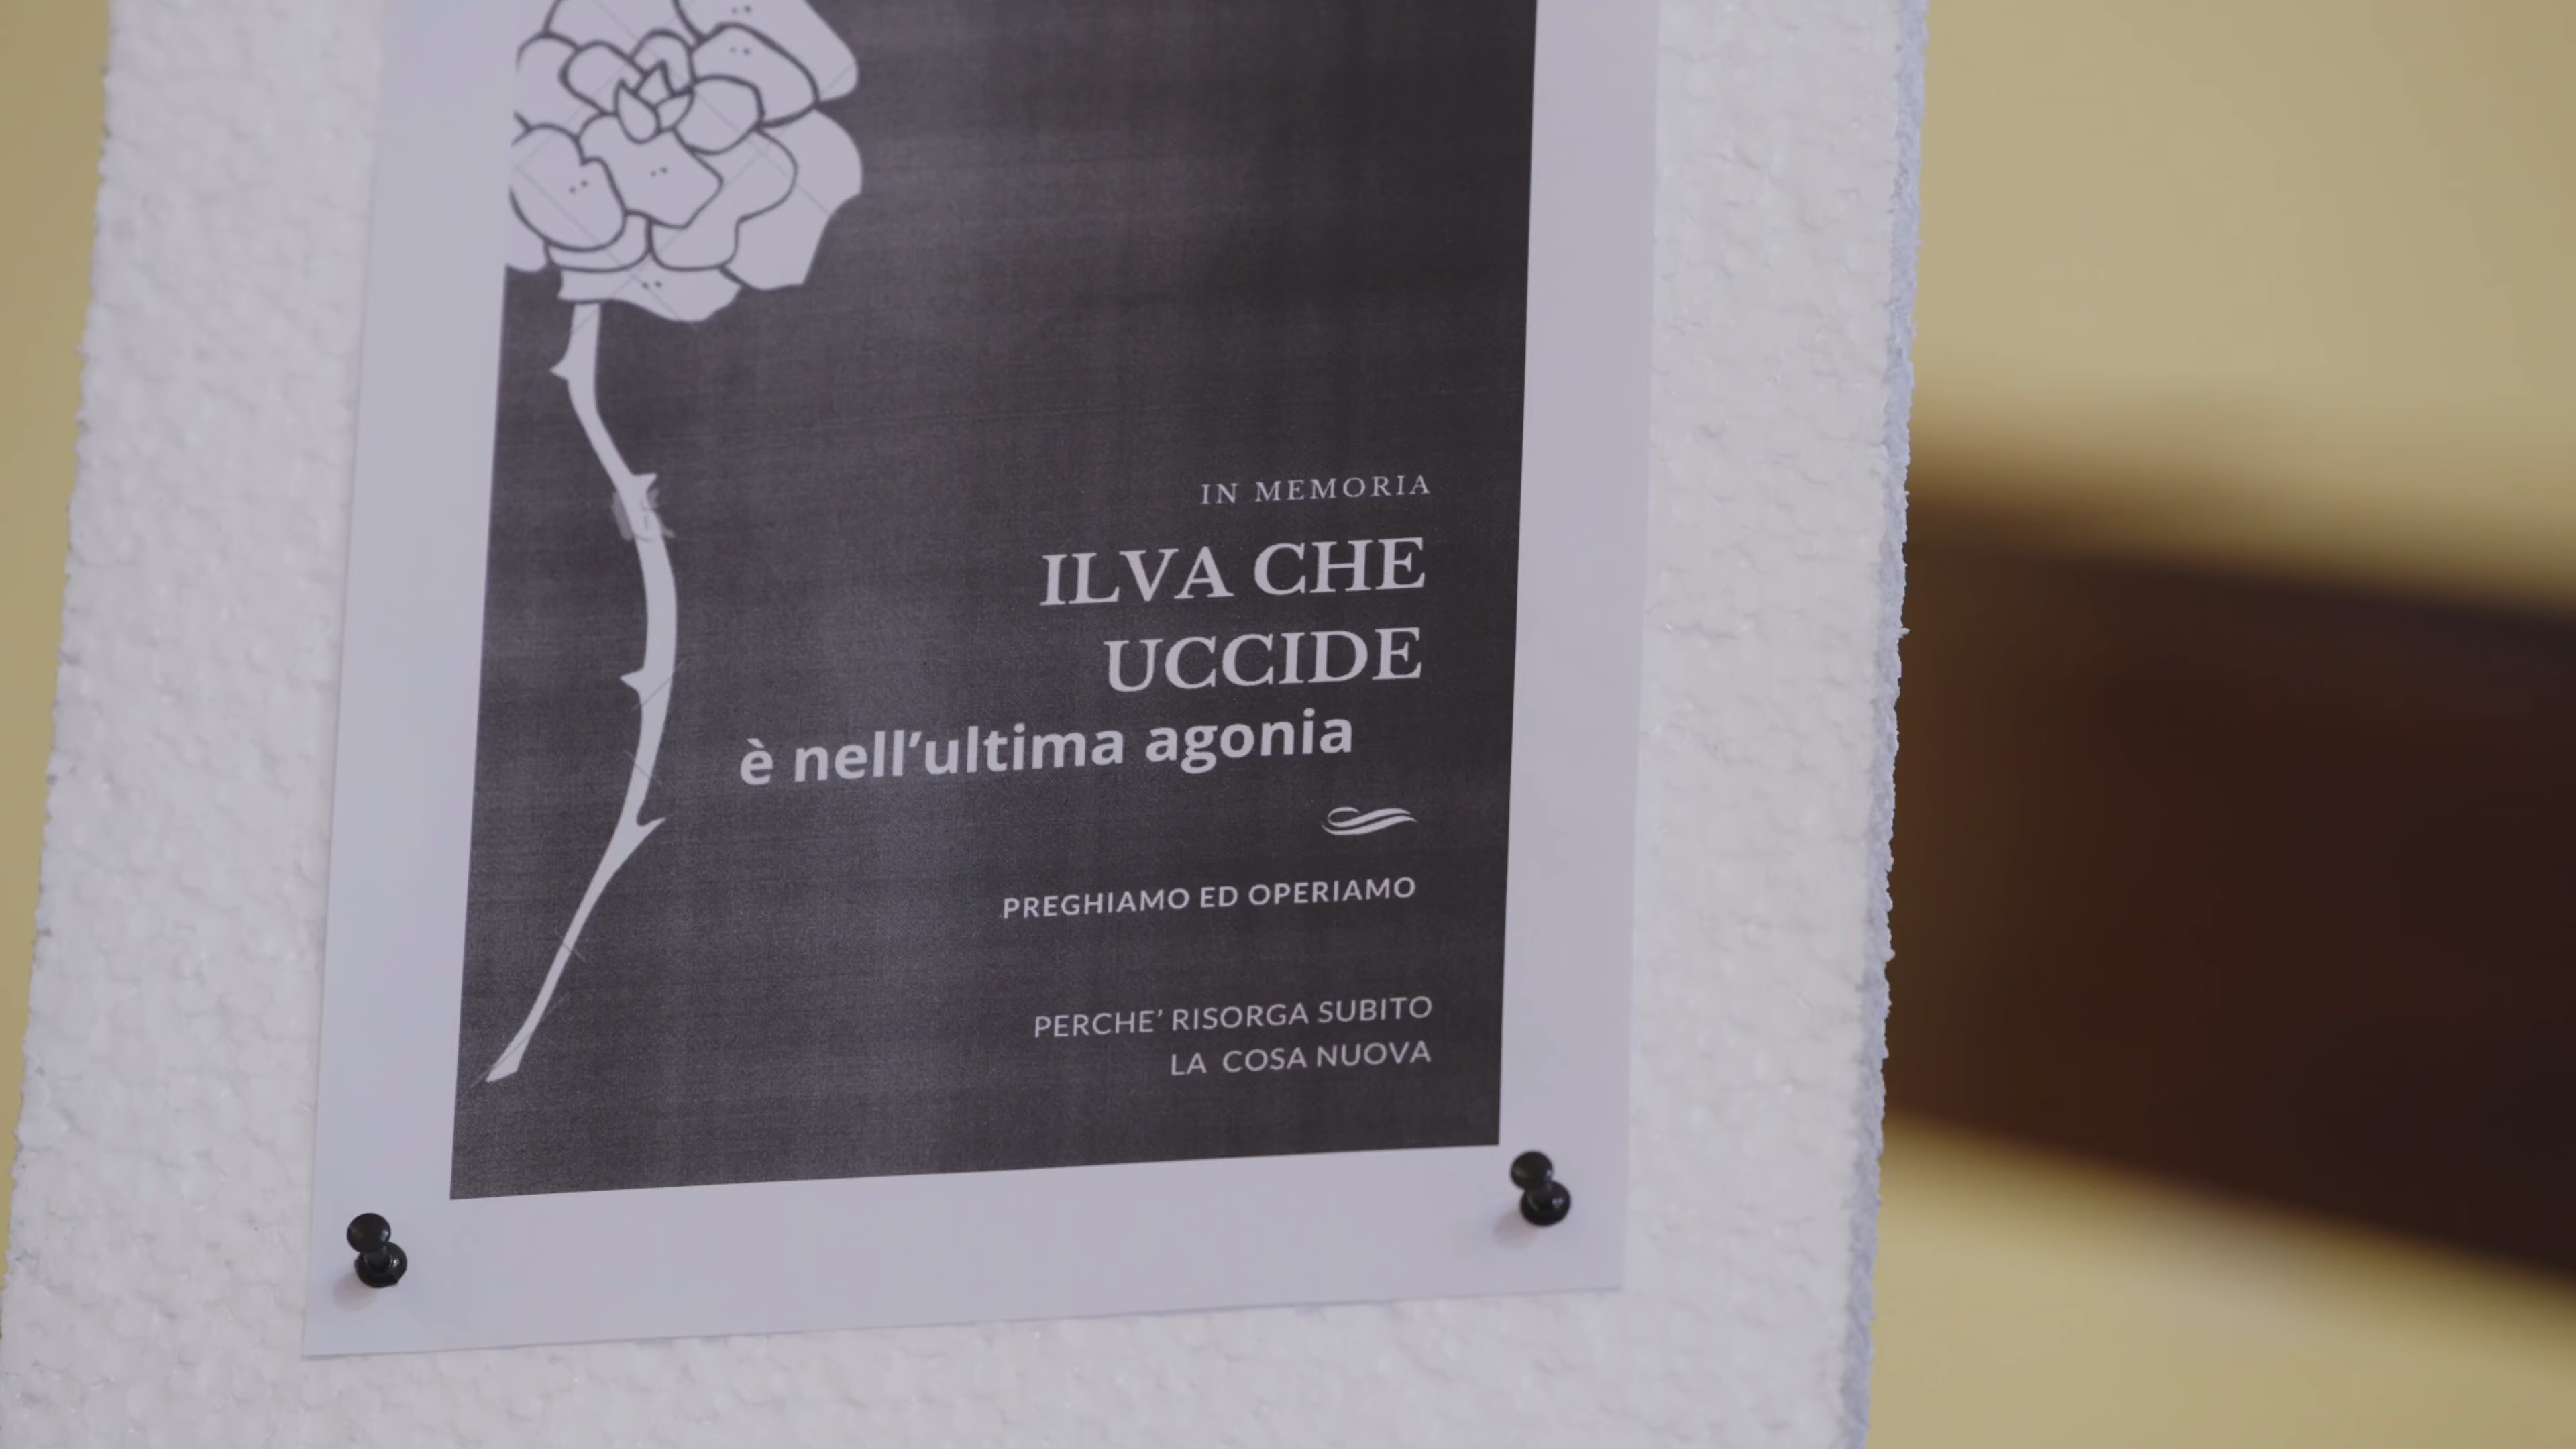 IN MEMORIA
ILVA CHE
UCCIDE
è nell’ultima agonia
PREGHIAMO ED OPERIAMO
PERCHE’ RISORGA SUBITO
LA COSA NUOVA